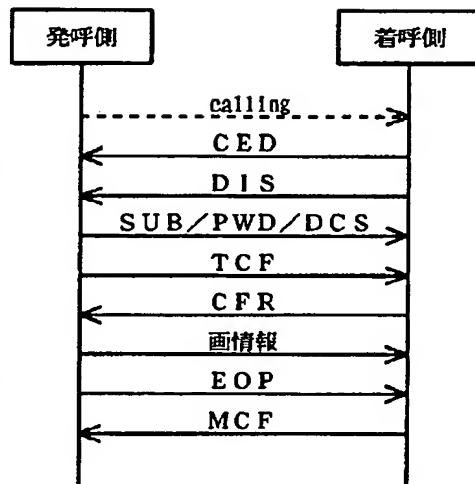 発呼側 着呼側
calling
CED
DIS
SUB/PWD/DCS
TCF
CFR
画情報
EOP
MCF